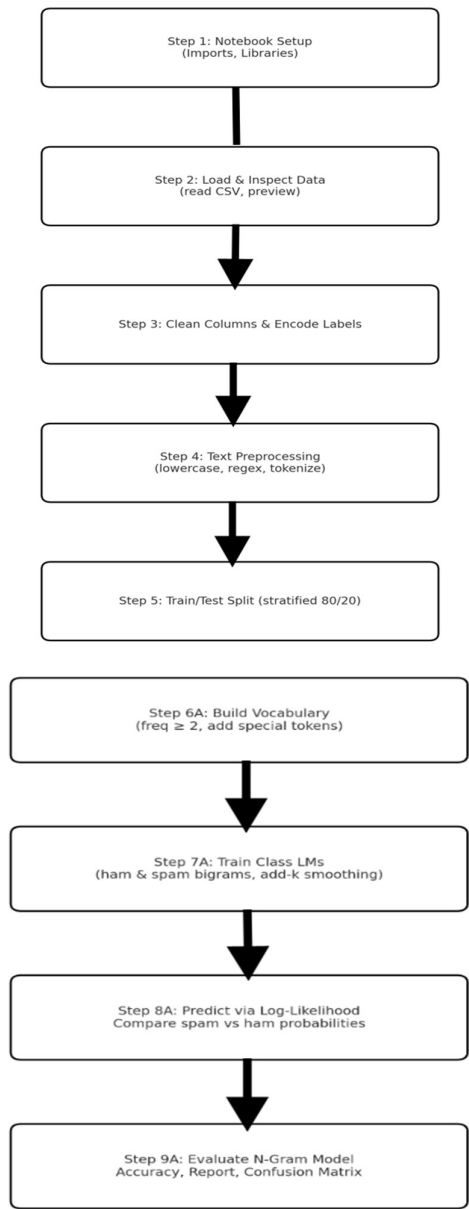 Step 1: Notebook Setup
(Imports, Libraries)
Step 2: Load & Inspect Data
(read CSV, preview)
Step 3: Clean Columns & Encode Labels
Step 4: Text Preprocessing
(lowercase, regex, tokenize)
Step 5: Train/Test Split (stratified 80/20)
Step 6A: Build Vocabulary
(freq ≥ 2, add special tokens)
Step 7A: Train Class LMs
(ham & spam bigrams, add-k smoothing)
Step 8A: Predict via Log-Likelihood
Compare spam vs ham probabilities
Step 9A: Evaluate N-Gram Model
Accuracy, Report, Confusion Matrix